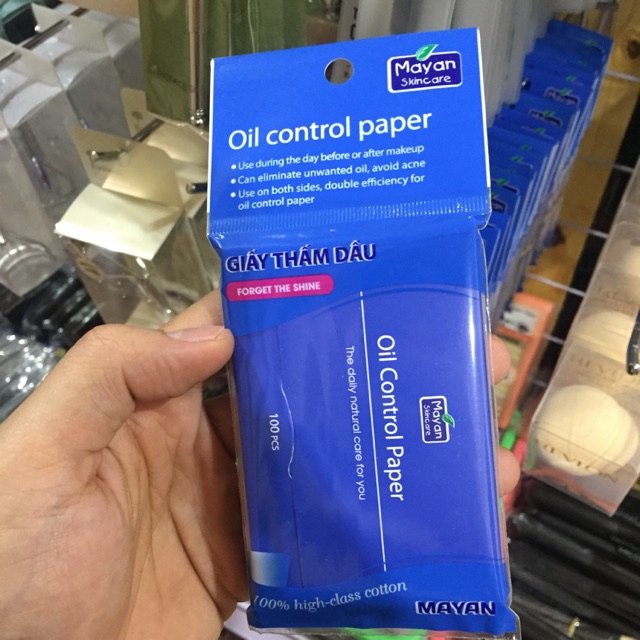 Mayan
Skincare
Oil control paper
• Use during the day before or after makeup
• Can eliminate unwanted oil, avoid acne
• Use on both sides, double efficiency for
oil control paper
GIẤY THẤM DẦU
FORGET THE SHINE
Mayan
Skincare
Oil Control Paper
The daily natural care for you
100 PCS
100% high-class cotton
MAYAN